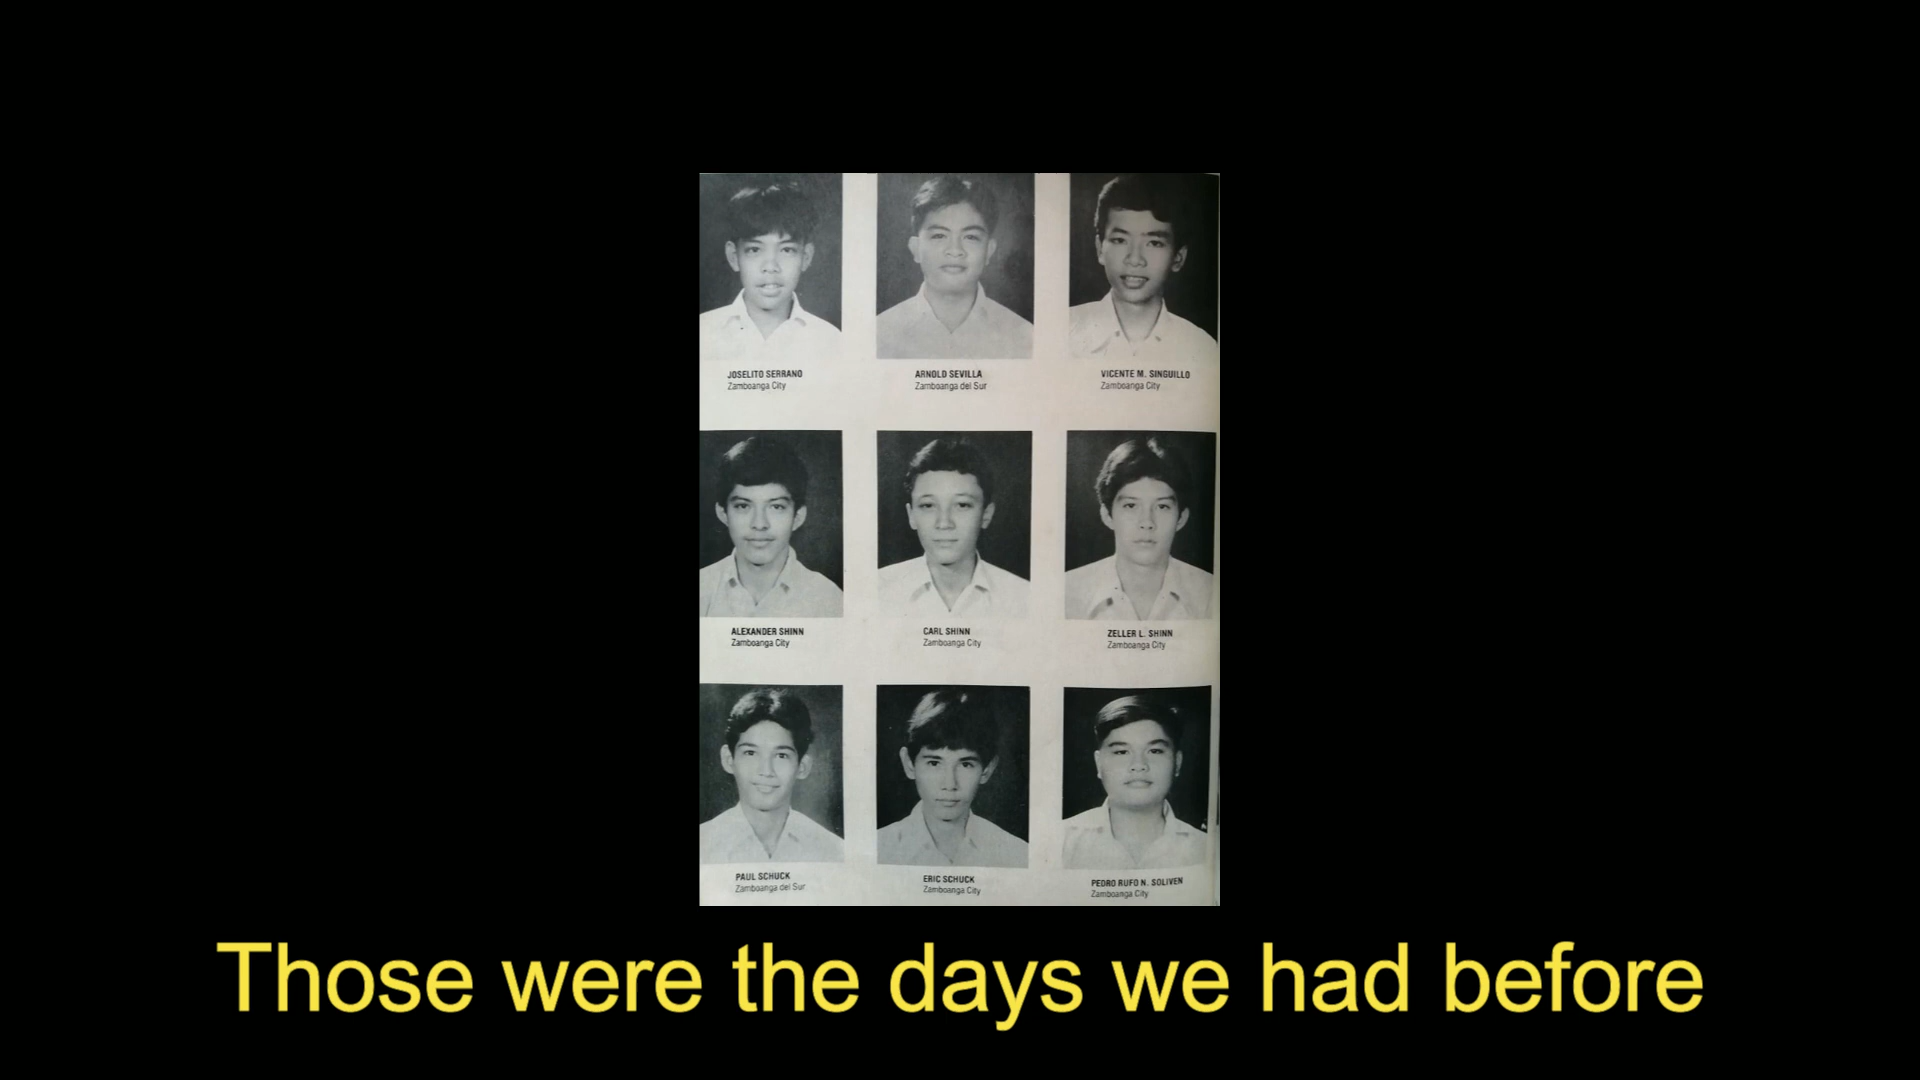 JOSELITO SERRANO
Zamboanga City
ARNOLD SEVILLA
Zamboanga del Sur
VICENTE M. SINGUILLO
Zamboanga City
ALEXANDER SHINN
Zamboanga City
CARL SHINN
Zamboanga City
ZELLER L. SHINN
Zamboanga City
PAUL SCHUCK
Zamboanga del Sur
ERIC SCHUCK
Zamboanga City
PEDRO RUFO N. SOLIVEN
Zamboanga City
Those were the days we had before